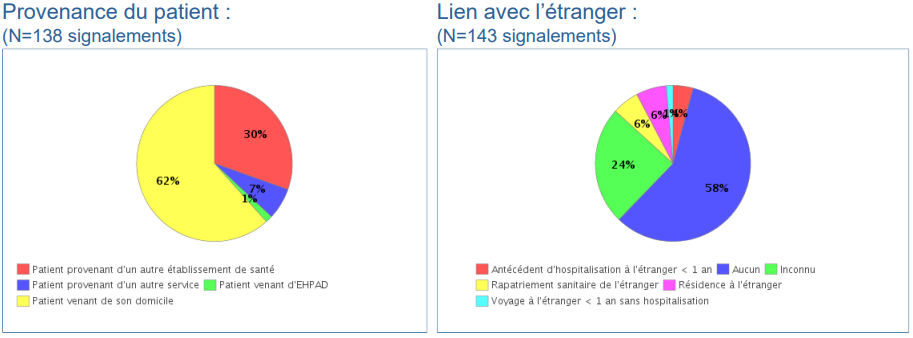 Provenance du patient :
(N=138 signalements)
30%
7%
1%
62%
Patient provenant d'un autre établissement de santé
Patient provenant d'un autre service Patient venant d'EHPAD
Patient venant de son domicile
Lien avec l'étranger :
(N=143 signalements)
6%
6%
1%
24%
58%
Antécédent d'hospitalisation à l'étranger < 1 an Aucun Inconnu
Rapatriement sanitaire de l'étranger Résidence à l'étranger
Voyage à l'étranger < 1 an sans hospitalisation